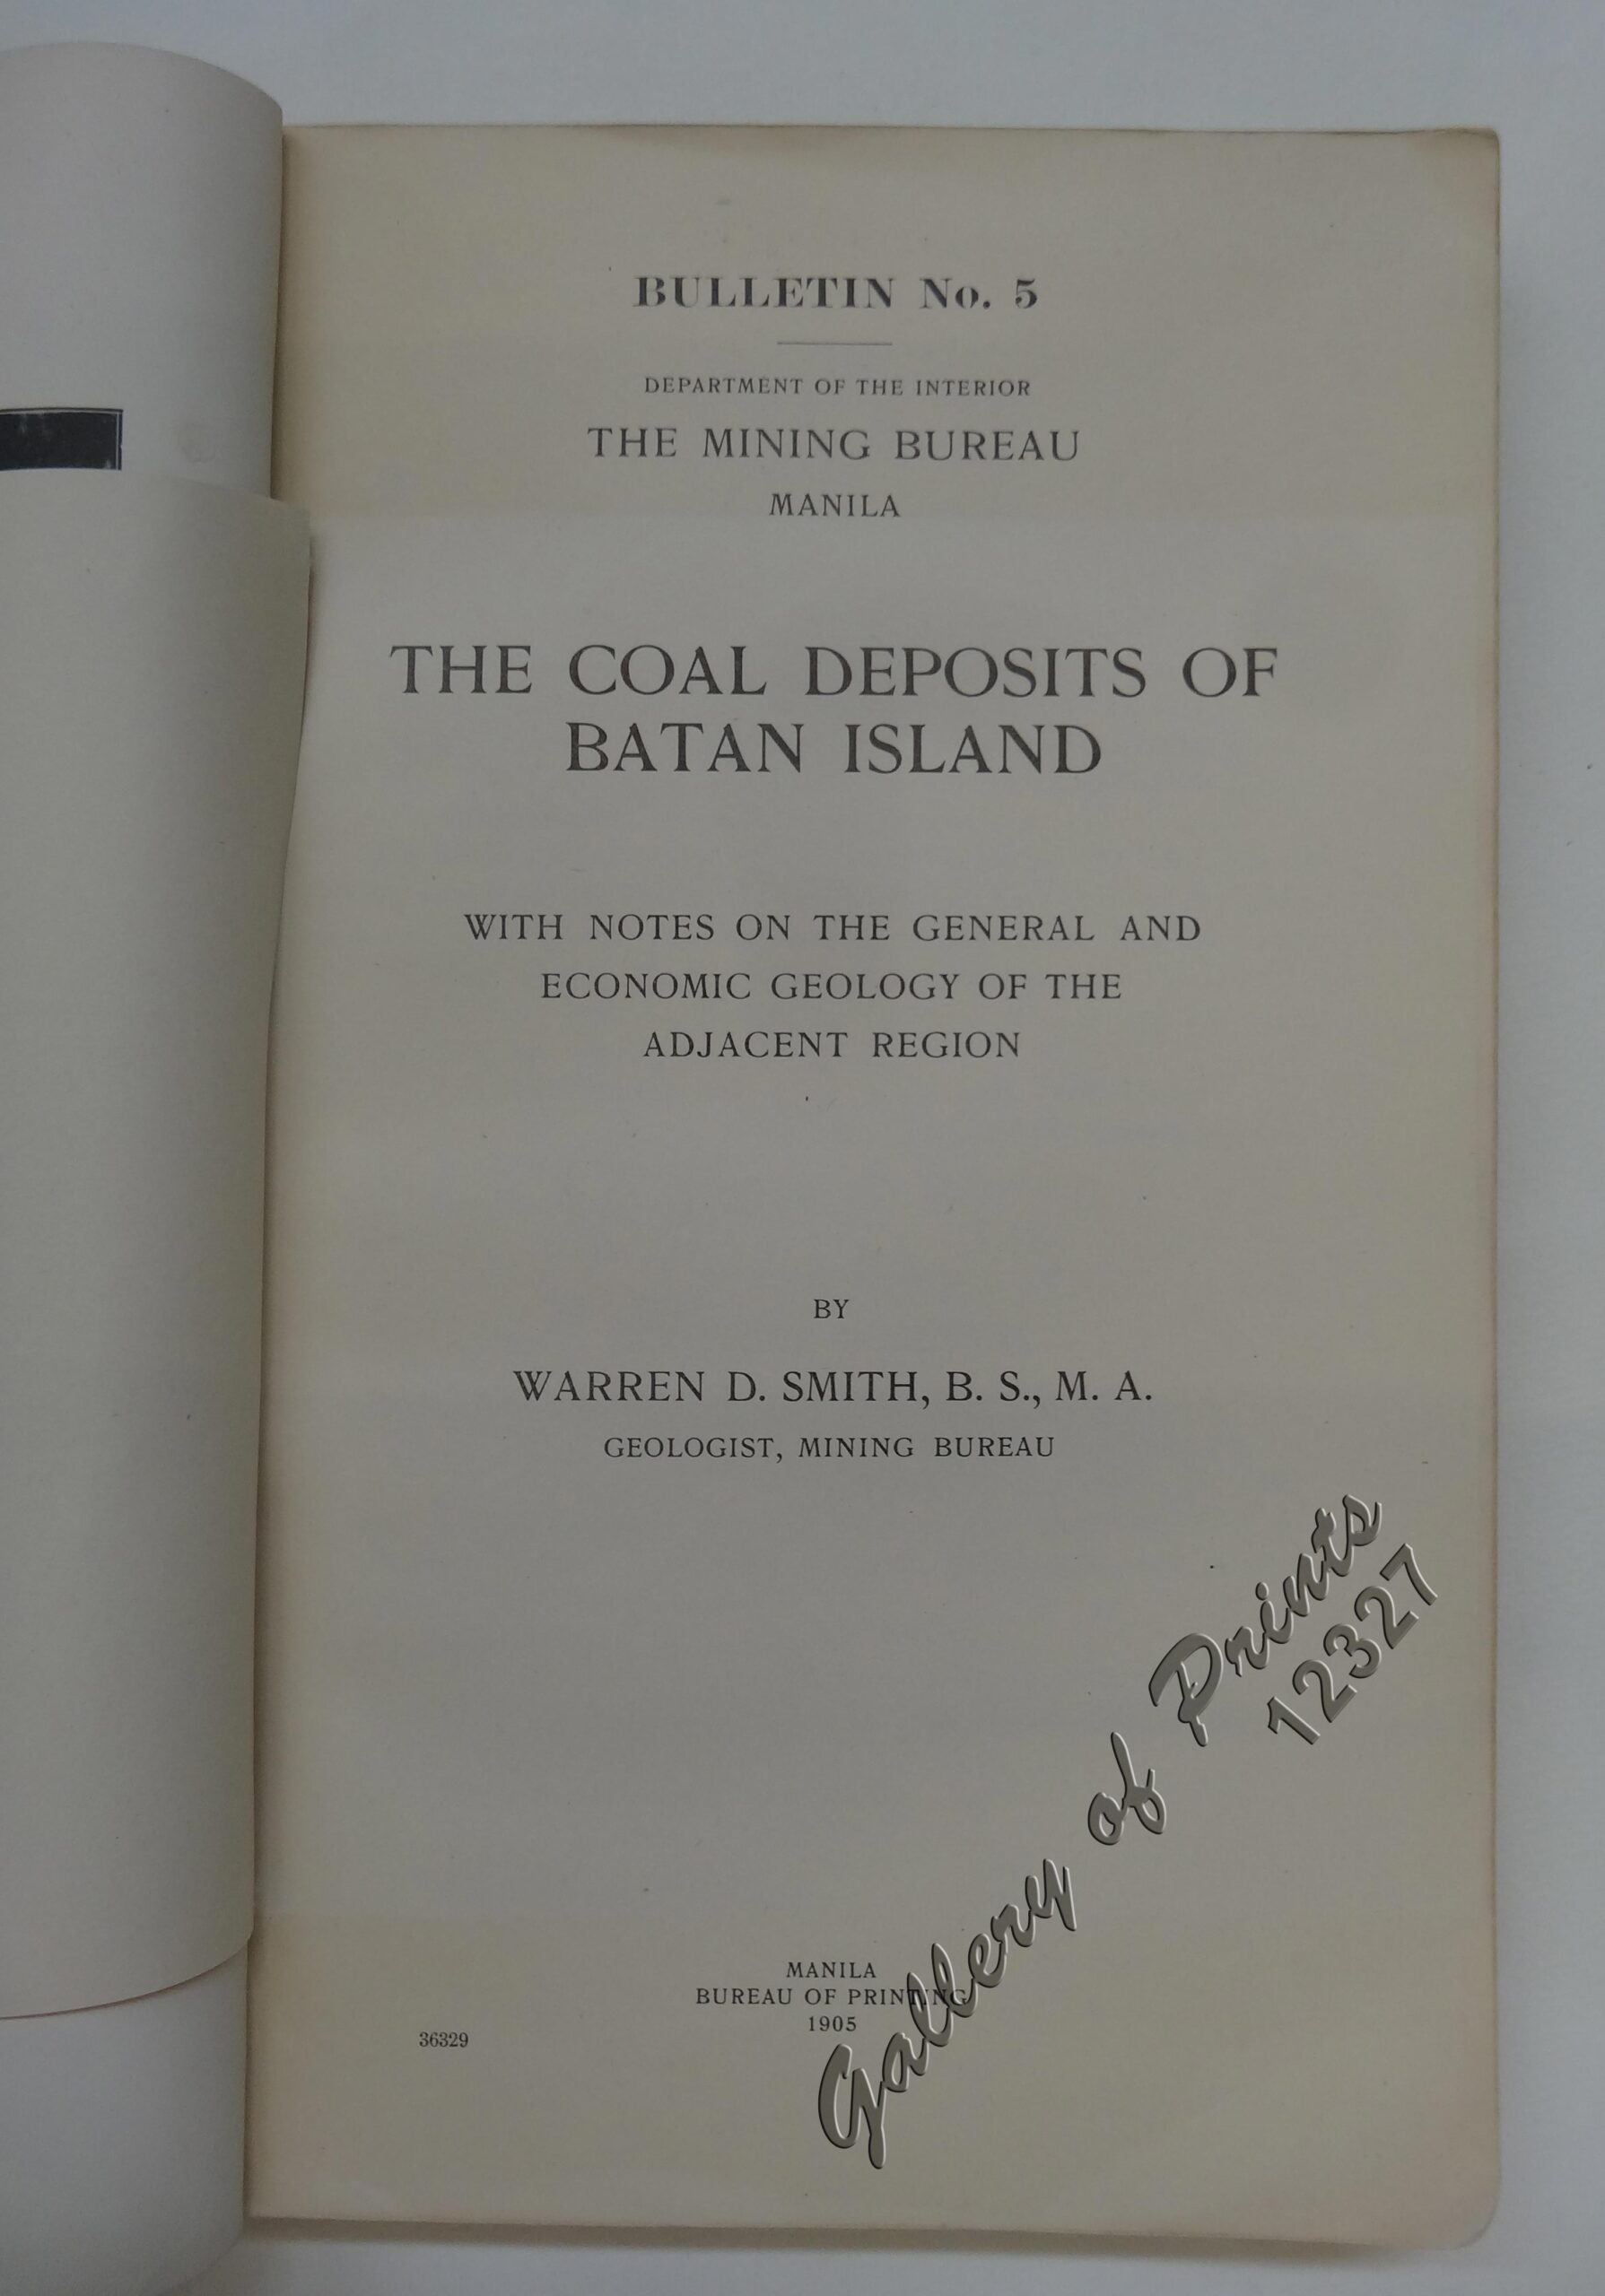 BULLETIN No. 5
DEPARTMENT OF THE INTERIOR
THE MINING BUREAU
MANILA
THE COAL DEPOSITS OF
BATAN ISLAND
WITH NOTES ON THE GENERAL AND
ECONOMIC GEOLOGY OF THE
ADJACENT REGION
BY
WARREN D. SMITH, B. S., M. A.
GEOLOGIST, MINING BUREAU
MANILA
BUREAU OF PRINTING
1905
36329
Gallery of Prints
12327